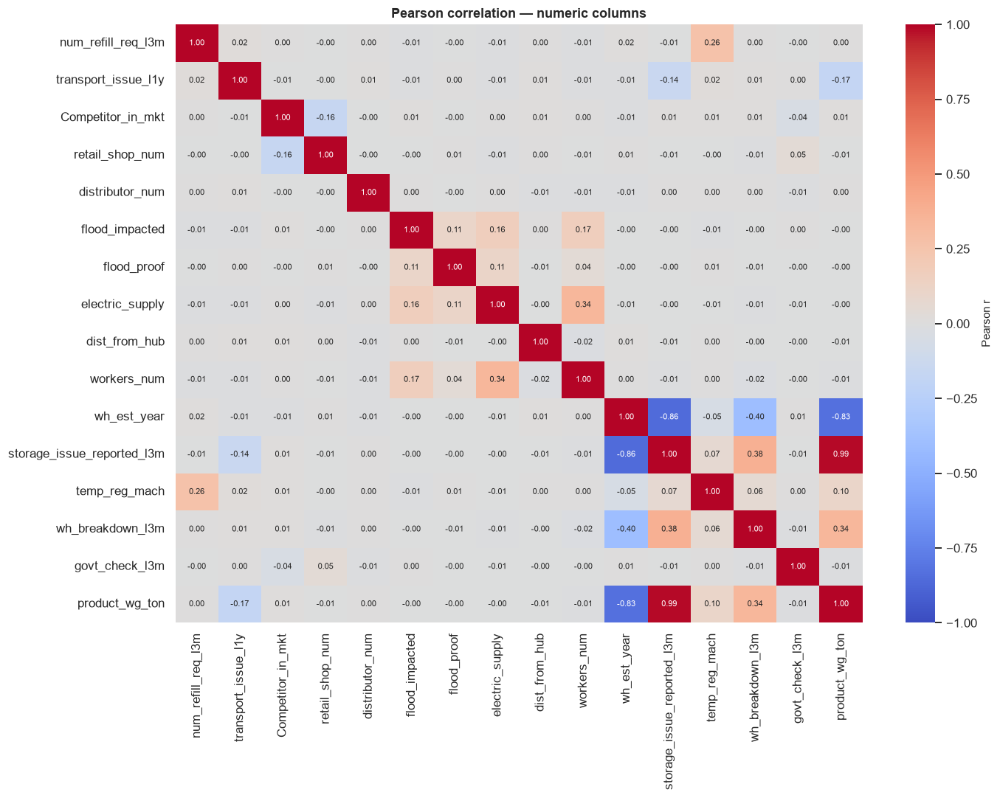 Pearson correlation — numeric columns
num_refill_req_l3m 1.00 0.02 0.00 -0.00 0.00 -0.01 -0.00 -0.01 0.00 -0.01 0.02 -0.01 0.26 0.00 -0.00 0.00
transport_issue_l1y 0.02 1.00 -0.01 -0.00 0.01 -0.01 0.00 -0.01 0.01 -0.01 -0.01 -0.14 0.02 0.01 0.00 -0.17
Competitor_in_mkt 0.00 -0.01 1.00 -0.16 -0.00 0.01 -0.00 0.00 0.01 0.00 -0.01 0.01 0.01 0.01 -0.04 0.01
retail_shop_num -0.00 -0.00 -0.16 1.00 -0.00 -0.00 0.01 -0.01 0.00 -0.01 0.01 -0.01 -0.00 -0.01 0.05 -0.01
distributor_num 0.00 0.01 -0.00 -0.00 1.00 0.00 -0.00 0.00 -0.01 -0.01 -0.01 0.00 0.00 0.00 -0.01 0.00
flood_impacted -0.01 -0.01 0.01 -0.00 0.00 1.00 0.11 0.16 0.00 0.17 -0.00 -0.00 -0.01 -0.00 0.00 -0.00
flood_proof -0.00 0.00 -0.00 0.01 -0.00 0.11 1.00 0.11 -0.01 0.04 -0.00 -0.00 0.01 -0.01 -0.00 -0.00
electric_supply -0.01 -0.01 0.00 -0.01 0.00 0.16 0.11 1.00 -0.00 0.34 -0.01 -0.00 -0.01 -0.01 -0.01 -0.00
dist_from_hub 0.00 0.01 0.01 0.00 -0.01 0.00 -0.01 -0.00 1.00 -0.02 0.01 -0.01 -0.00 -0.00 -0.00 -0.01
workers_num -0.01 -0.01 0.00 -0.01 -0.01 0.17 0.04 0.34 -0.02 1.00 0.00 -0.01 0.00 -0.02 -0.00 -0.01
wh_est_year 0.02 -0.01 -0.01 0.01 -0.01 -0.00 -0.00 -0.01 0.01 0.00 1.00 -0.86 -0.05 -0.40 0.01 -0.83
storage_issue_reported_l3m -0.01 -0.14 0.01 -0.01 0.00 -0.00 -0.00 -0.00 -0.01 -0.01 -0.86 1.00 0.07 0.38 -0.01 0.99
temp_reg_mach 0.26 0.02 0.01 -0.00 0.00 -0.01 0.01 -0.01 -0.00 0.00 -0.05 0.07 1.00 0.06 0.00 0.10
wh_breakdown_l3m 0.00 0.01 0.01 -0.01 0.00 -0.00 -0.01 -0.01 -0.00 -0.02 -0.40 0.38 0.06 1.00 -0.01 0.34
govt_check_l3m -0.00 0.00 -0.04 0.05 -0.01 0.00 -0.00 -0.01 -0.00 -0.00 0.01 -0.01 0.00 -0.01 1.00 -0.01
product_wg_ton 0.00 -0.17 0.01 -0.01 0.00 -0.00 -0.00 -0.00 -0.01 -0.01 -0.83 0.99 0.10 0.34 -0.01 1.00
num_refill_req_l3m
transport_issue_l1y
Competitor_in_mkt
retail_shop_num
distributor_num
flood_impacted
flood_proof
electric_supply
dist_from_hub
workers_num
wh_est_year
storage_issue_reported_l3m
temp_reg_mach
wh_breakdown_l3m
govt_check_l3m
product_wg_ton
1.00
0.75
0.50
0.25
0.00
−0.25
−0.50
−0.75
−1.00
Pearson r